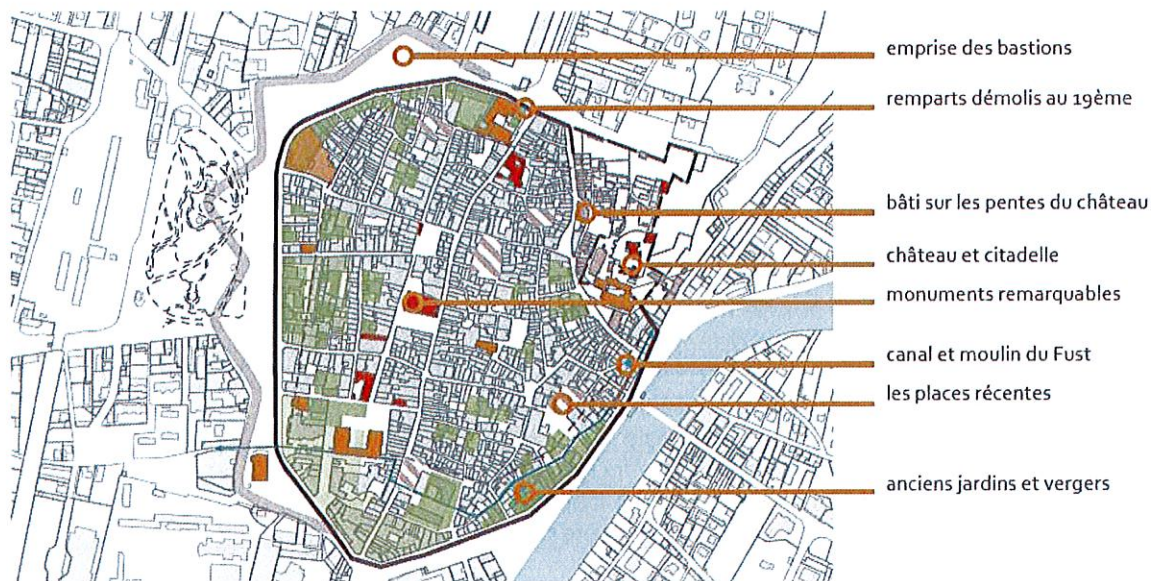 emprise des bastions
remparts démolis au 19ème
bâti sur les pentes du château
château et citadelle
monuments remarquables
canal et moulin du Fust
les places récentes
anciens jardins et vergers